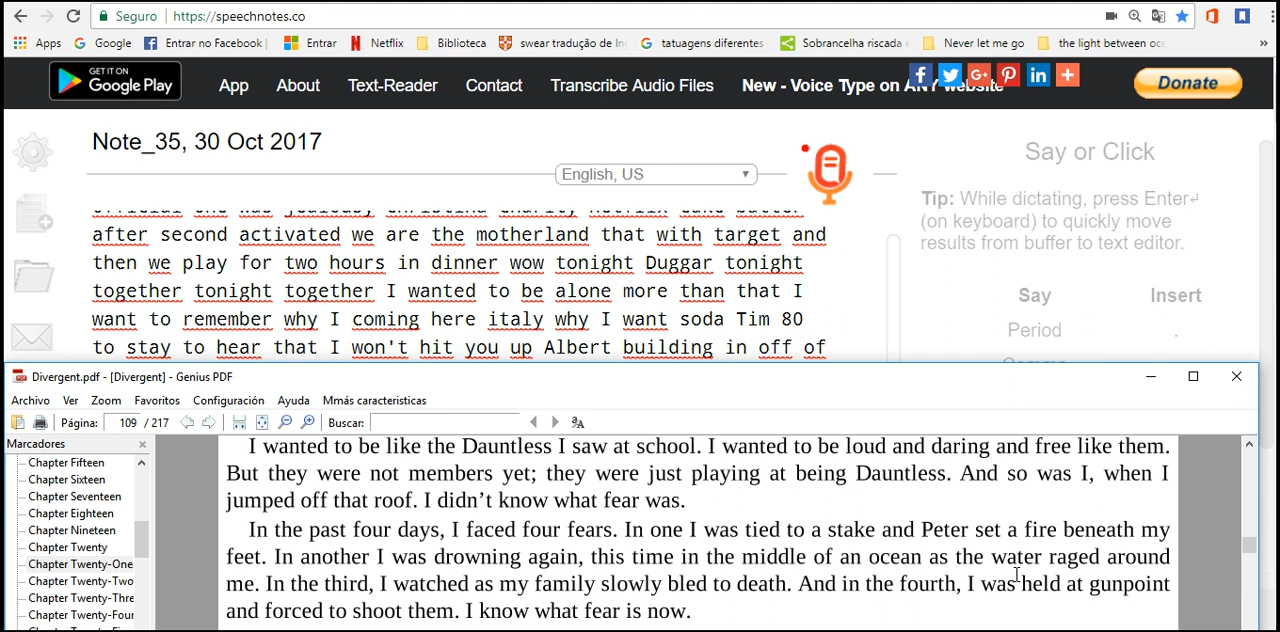 Seguro https://speechnotes.co
Apps Google Entrar no Facebook Entrar Netflix Biblioteca swear tradução de In tatuagens diferentes Sobrancelha riscada Never let me go the light between oce »
GET IT ON
Google Play
App About Text-Reader Contact Transcribe Audio Files New - Voice Type on ANY website Donate
Note_35, 30 Oct 2017
English, US
official one was jealousy Christina Charity Netflix cake butter
after second activated we are the motherland that with target and
then we play for two hours in dinner wow tonight Duggar tonight
together tonight together I wanted to be alone more than that I
want to remember why I coming here italy why I want soda Tim 80
to stay to hear that I won't hit you up Albert building in off of
Say or Click
Tip: While dictating, press Enter↵
(on keyboard) to quickly move
results from buffer to text editor.
Say Insert
Period .
Divergent.pdf - [Divergent] - Genius PDF
Archivo Ver Zoom Favoritos Configuración Ayuda Mmás características
Página: 109 / 217 Buscar:
Marcadores
Chapter Fifteen
Chapter Sixteen
Chapter Seventeen
Chapter Eighteen
Chapter Nineteen
Chapter Twenty
Chapter Twenty-One
Chapter Twenty-Two
Chapter Twenty-Thre
Chapter Twenty-Four
I wanted to be like the Dauntless I saw at school. I wanted to be loud and daring and free like them.
But they were not members yet; they were just playing at being Dauntless. And so was I, when I
jumped off that roof. I didn't know what fear was.
In the past four days, I faced four fears. In one I was tied to a stake and Peter set a fire beneath my
feet. In another I was drowning again, this time in the middle of an ocean as the water raged around
me. In the third, I watched as my family slowly bled to death. And in the fourth, I was held at gunpoint
and forced to shoot them. I know what fear is now.